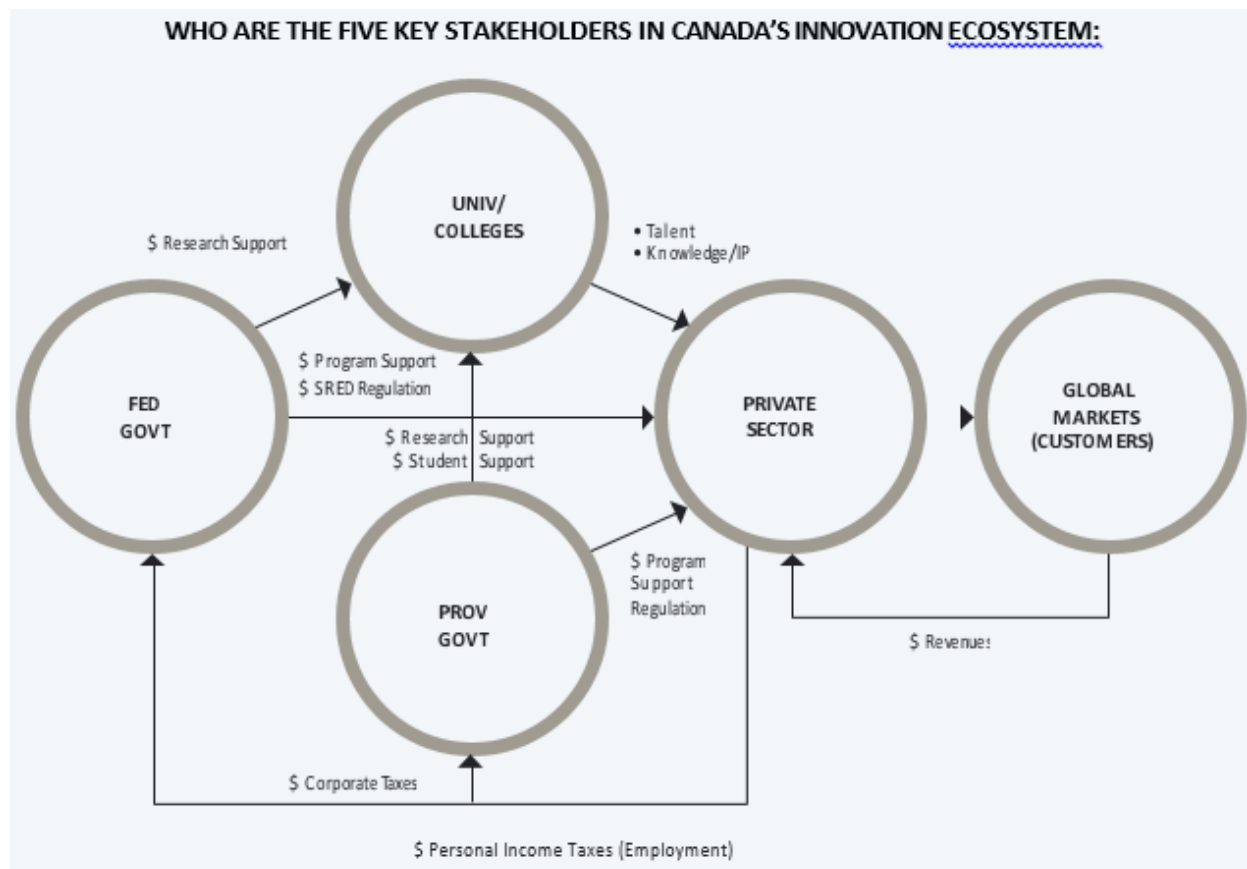 WHO ARE THE FIVE KEY STAKEHOLDERS IN CANADA'S INNOVATION ECOSYSTEM:
UNIV/
COLLEGES
$ Research Support
• Talent
• Knowledge/IP
$ Program Support
$ SRED Regulation
FED
GOVT
PRIVATE
SECTOR
GLOBAL
MARKETS
(CUSTOMERS)
$ Research Support
$ Student Support
$ Program
Support
Regulation
PROV
GOVT
$ Revenues
$ Corporate Taxes
$ Personal Income Taxes (Employment)